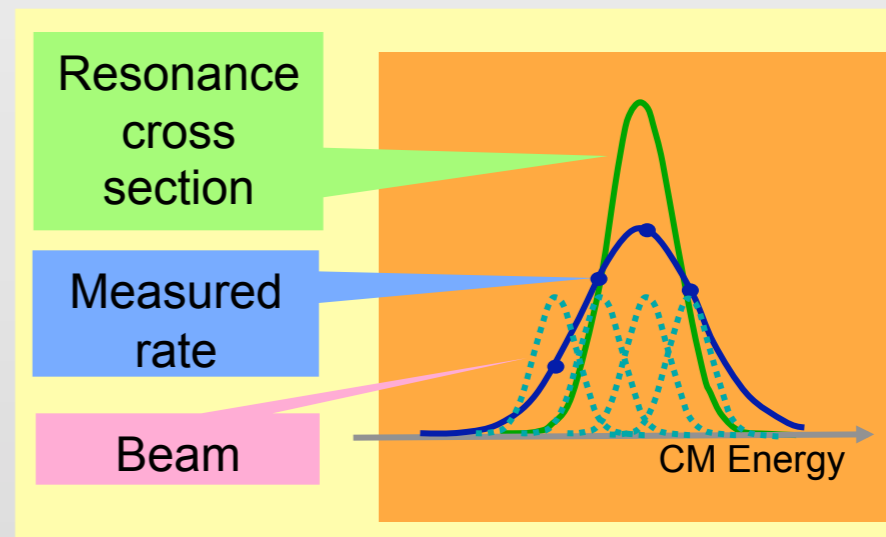 Resonance
cross
section
Measured
rate
Beam
CM Energy